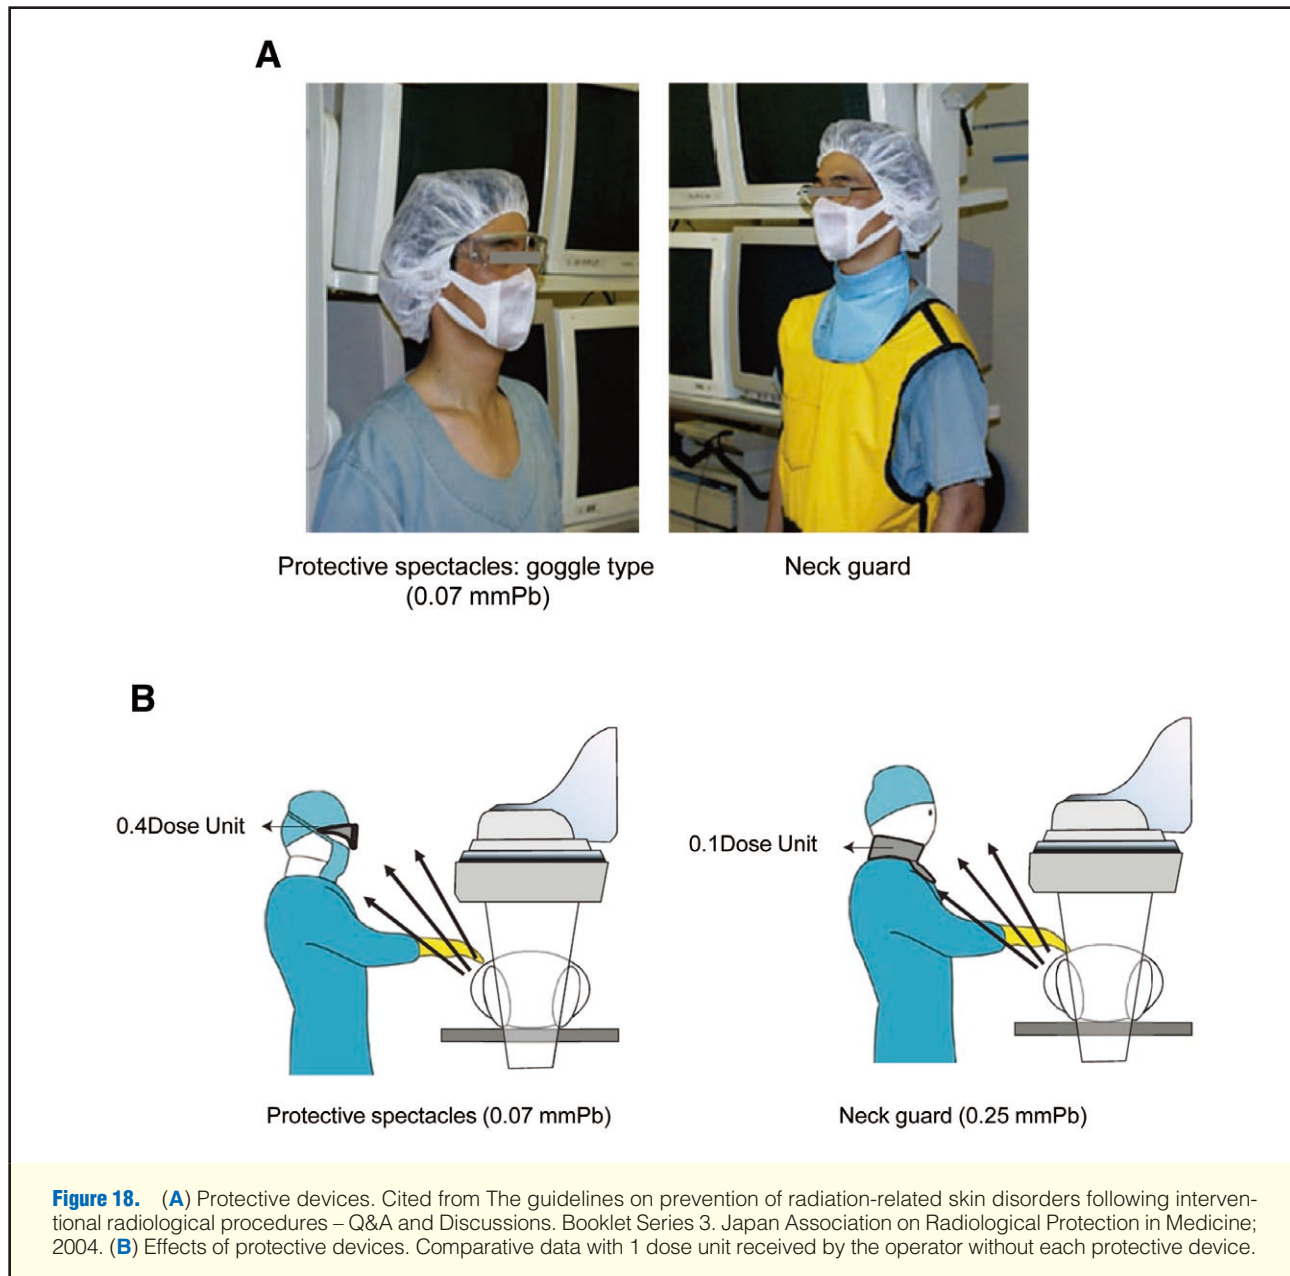 A
Protective spectacles: goggle type
(0.07 mmPb)
Neck guard
B
0.4Dose Unit
0.1Dose Unit
Protective spectacles (0.07 mmPb)
Neck guard (0.25 mmPb)
Figure 18. (A) Protective devices. Cited from The guidelines on prevention of radiation-related skin disorders following interven-
tional radiological procedures – Q&A and Discussions. Booklet Series 3. Japan Association on Radiological Protection in Medicine;
2004. (B) Effects of protective devices. Comparative data with 1 dose unit received by the operator without each protective device.